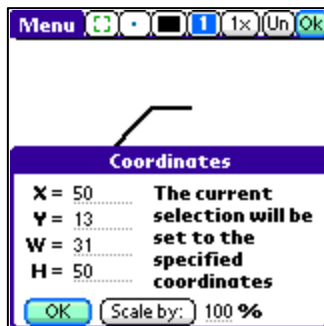 Menu 1 1x Un Ok
Coordinates
X = 50 The current
Y = 13 selection will be
W = 31 set to the
H = 50 specified
coordinates
OK Scale by: 100 %